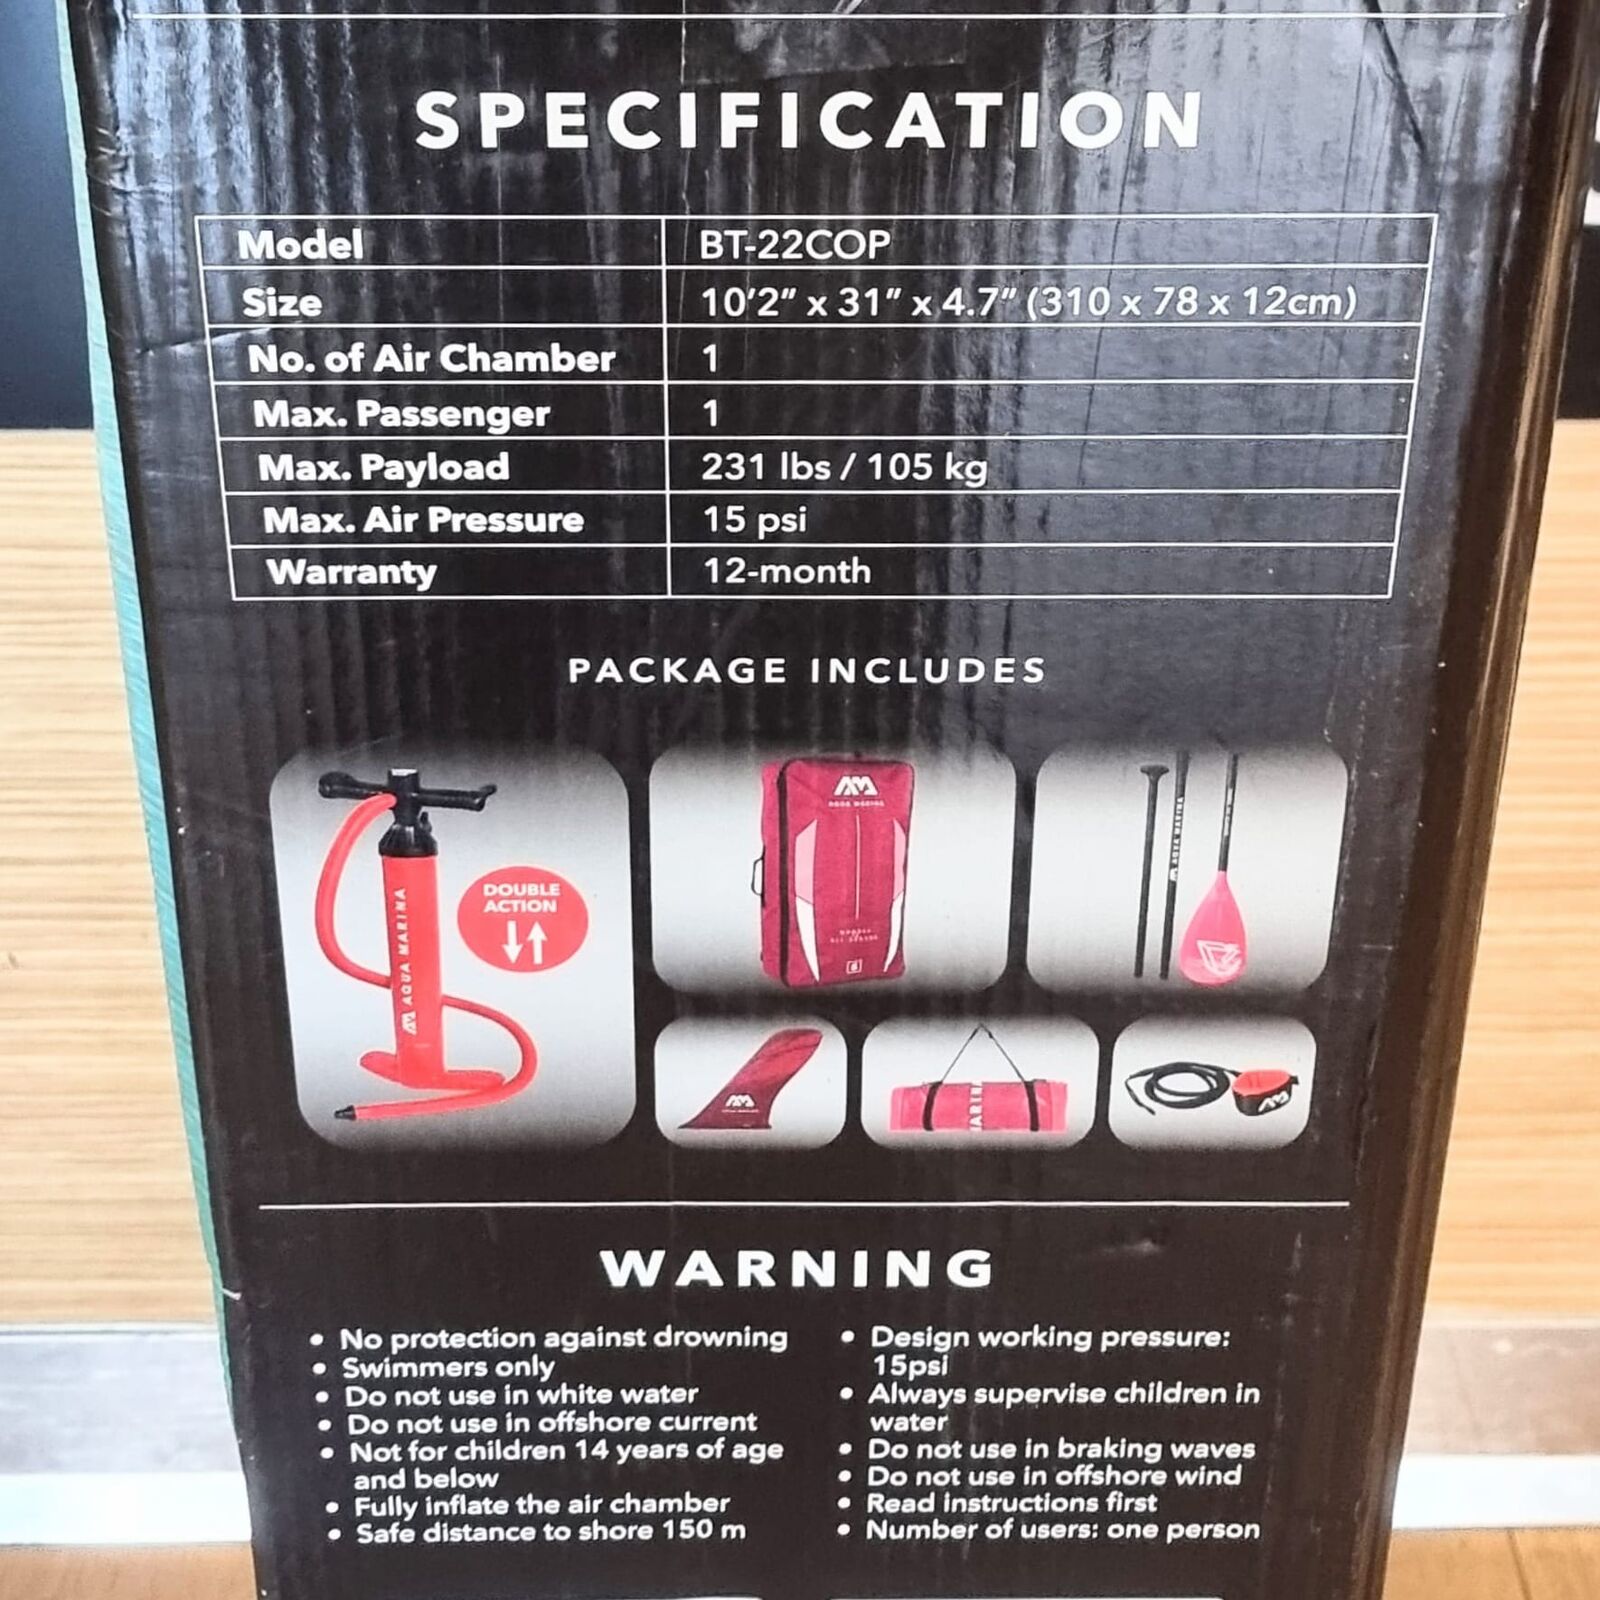 SPECIFICATION
Model BT-22COP
Size 10'2" x 31" x 4.7" (310 x 78 x 12cm)
No. of Air Chamber 1
Max. Passenger 1
Max. Payload 231 lbs / 105 kg
Max. Air Pressure 15 psi
Warranty 12-month
PACKAGE INCLUDES
AQUA MARINA
DOUBLE
ACTION
AQUA MARINA
AQUA MARINA
WARNING
• No protection against drowning
• Swimmers only
• Do not use in white water
• Do not use in offshore current
• Not for children 14 years of age
and below
• Fully inflate the air chamber
• Safe distance to shore 150 m
• Design working pressure:
15psi
• Always supervise children in
water
• Do not use in braking waves
• Do not use in offshore wind
• Read instructions first
• Number of users: one person